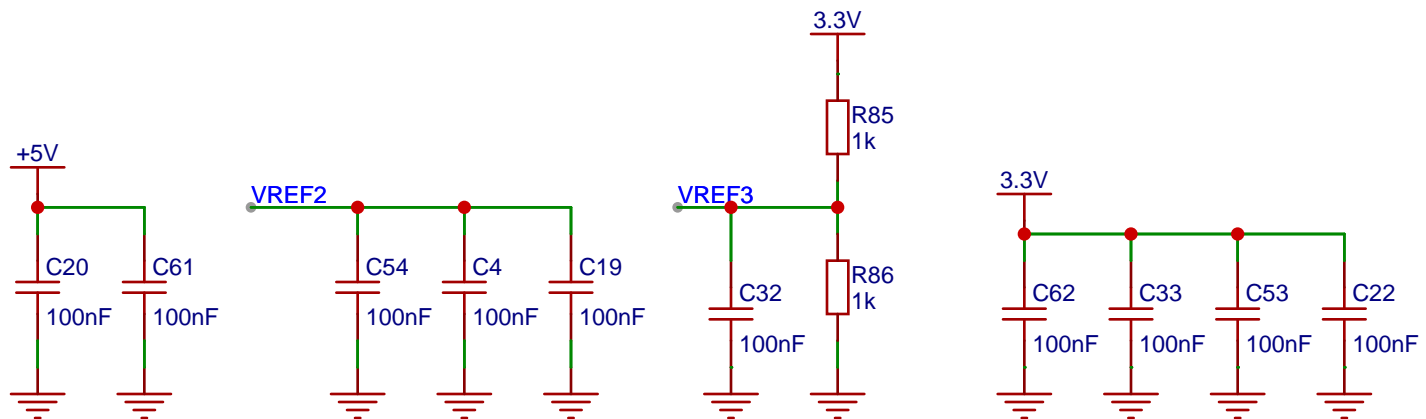 3.3V
R85
1k
+5V
VREF2
VREF3
3.3V
C20
100nF
C61
100nF
C54
100nF
C4
100nF
C19
100nF
C32
100nF
R86
1k
C62
100nF
C33
100nF
C53
100nF
C22
100nF